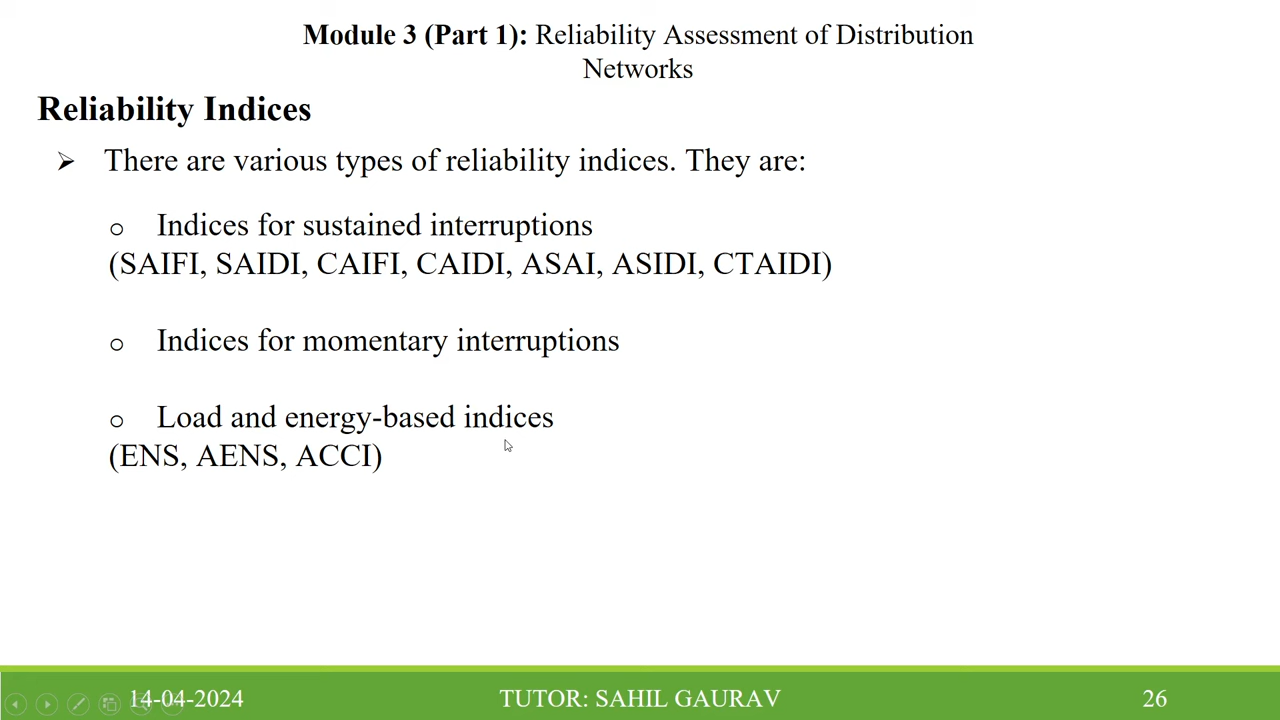 Module 3 (Part 1): Reliability Assessment of Distribution
Networks
Reliability Indices
➢ There are various types of reliability indices. They are:
o Indices for sustained interruptions
(SAIFI, SAIDI, CAIFI, CAIDI, ASAI, ASIDI, CTAIDI)
o Indices for momentary interruptions
o Load and energy-based indices
(ENS, AENS, ACCI)
14-04-2024 TUTOR: SAHIL GAURAV 26